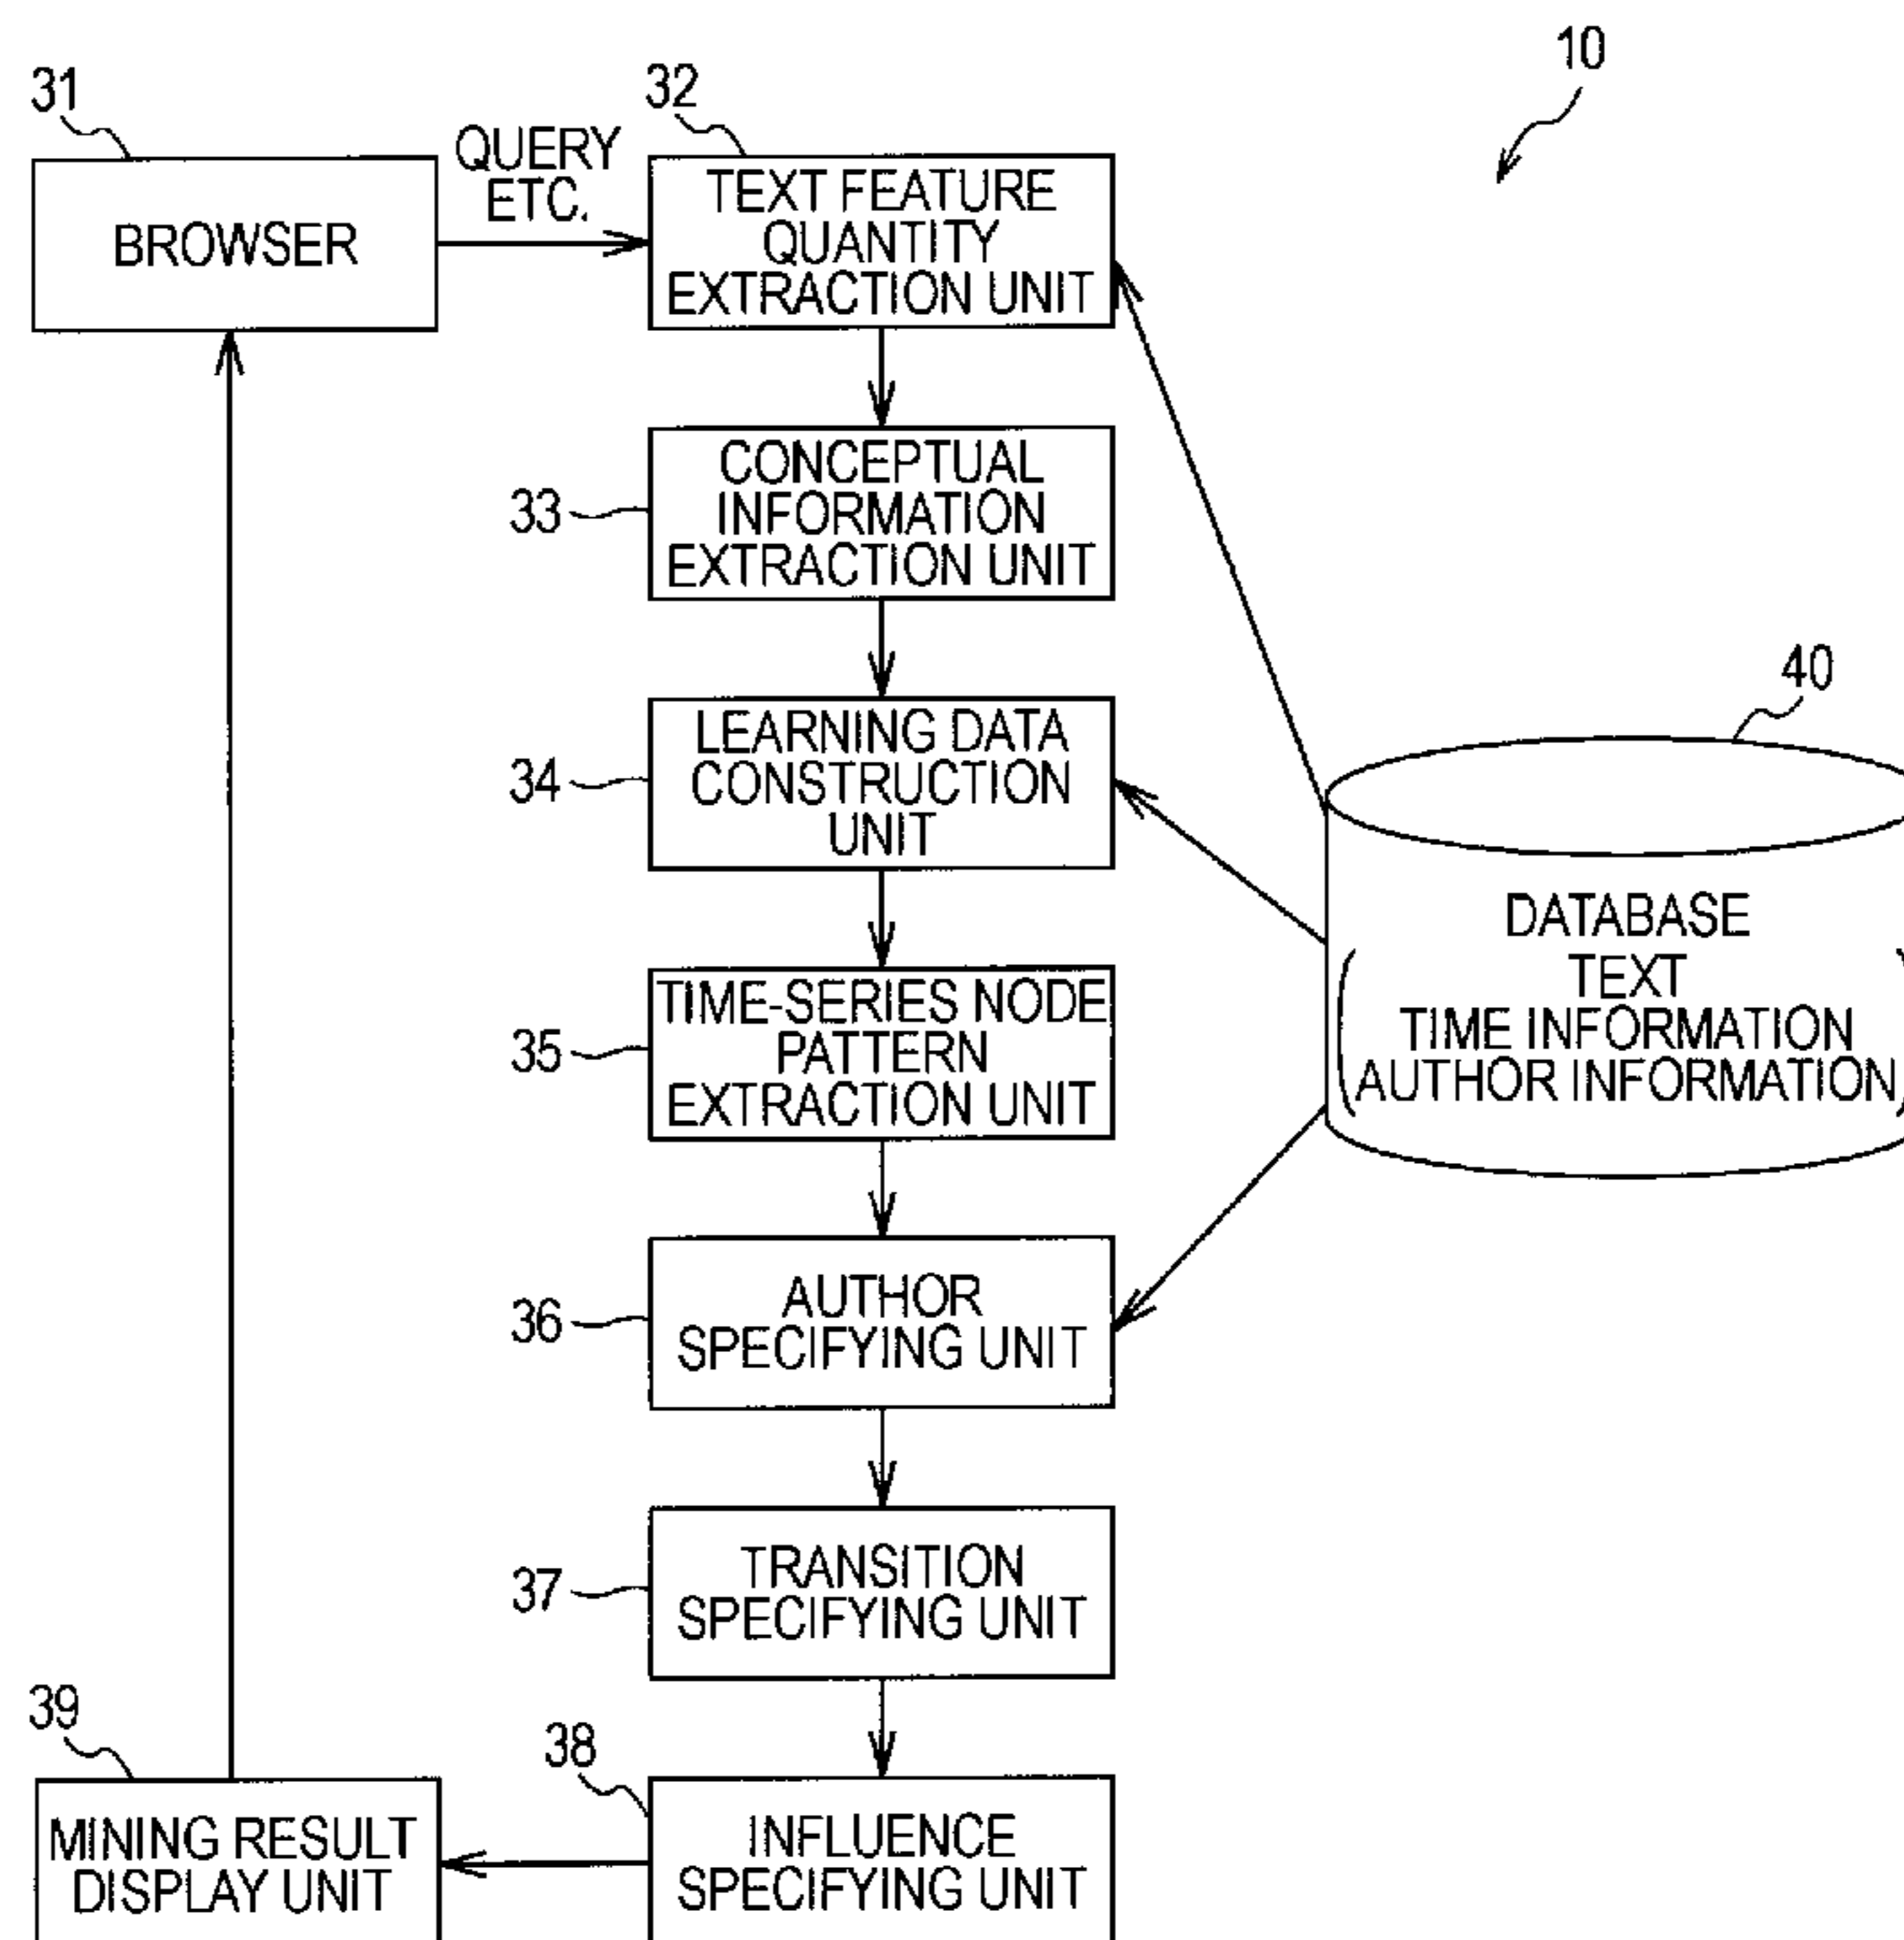 10
31
QUERY
ETC.
32
BROWSER
TEXT FEATURE
QUANTITY
EXTRACTION UNIT
33
CONCEPTUAL
INFORMATION
EXTRACTION UNIT
34
LEARNING DATA
CONSTRUCTION
UNIT
40
DATABASE
TEXT
TIME INFORMATION
AUTHOR INFORMATION
35
TIME-SERIES NODE
PATTERN
EXTRACTION UNIT
36
AUTHOR
SPECIFYING UNIT
37
TRANSITION
SPECIFYING UNIT
38
INFLUENCE
SPECIFYING UNIT
39
MINING RESULT
DISPLAY UNIT